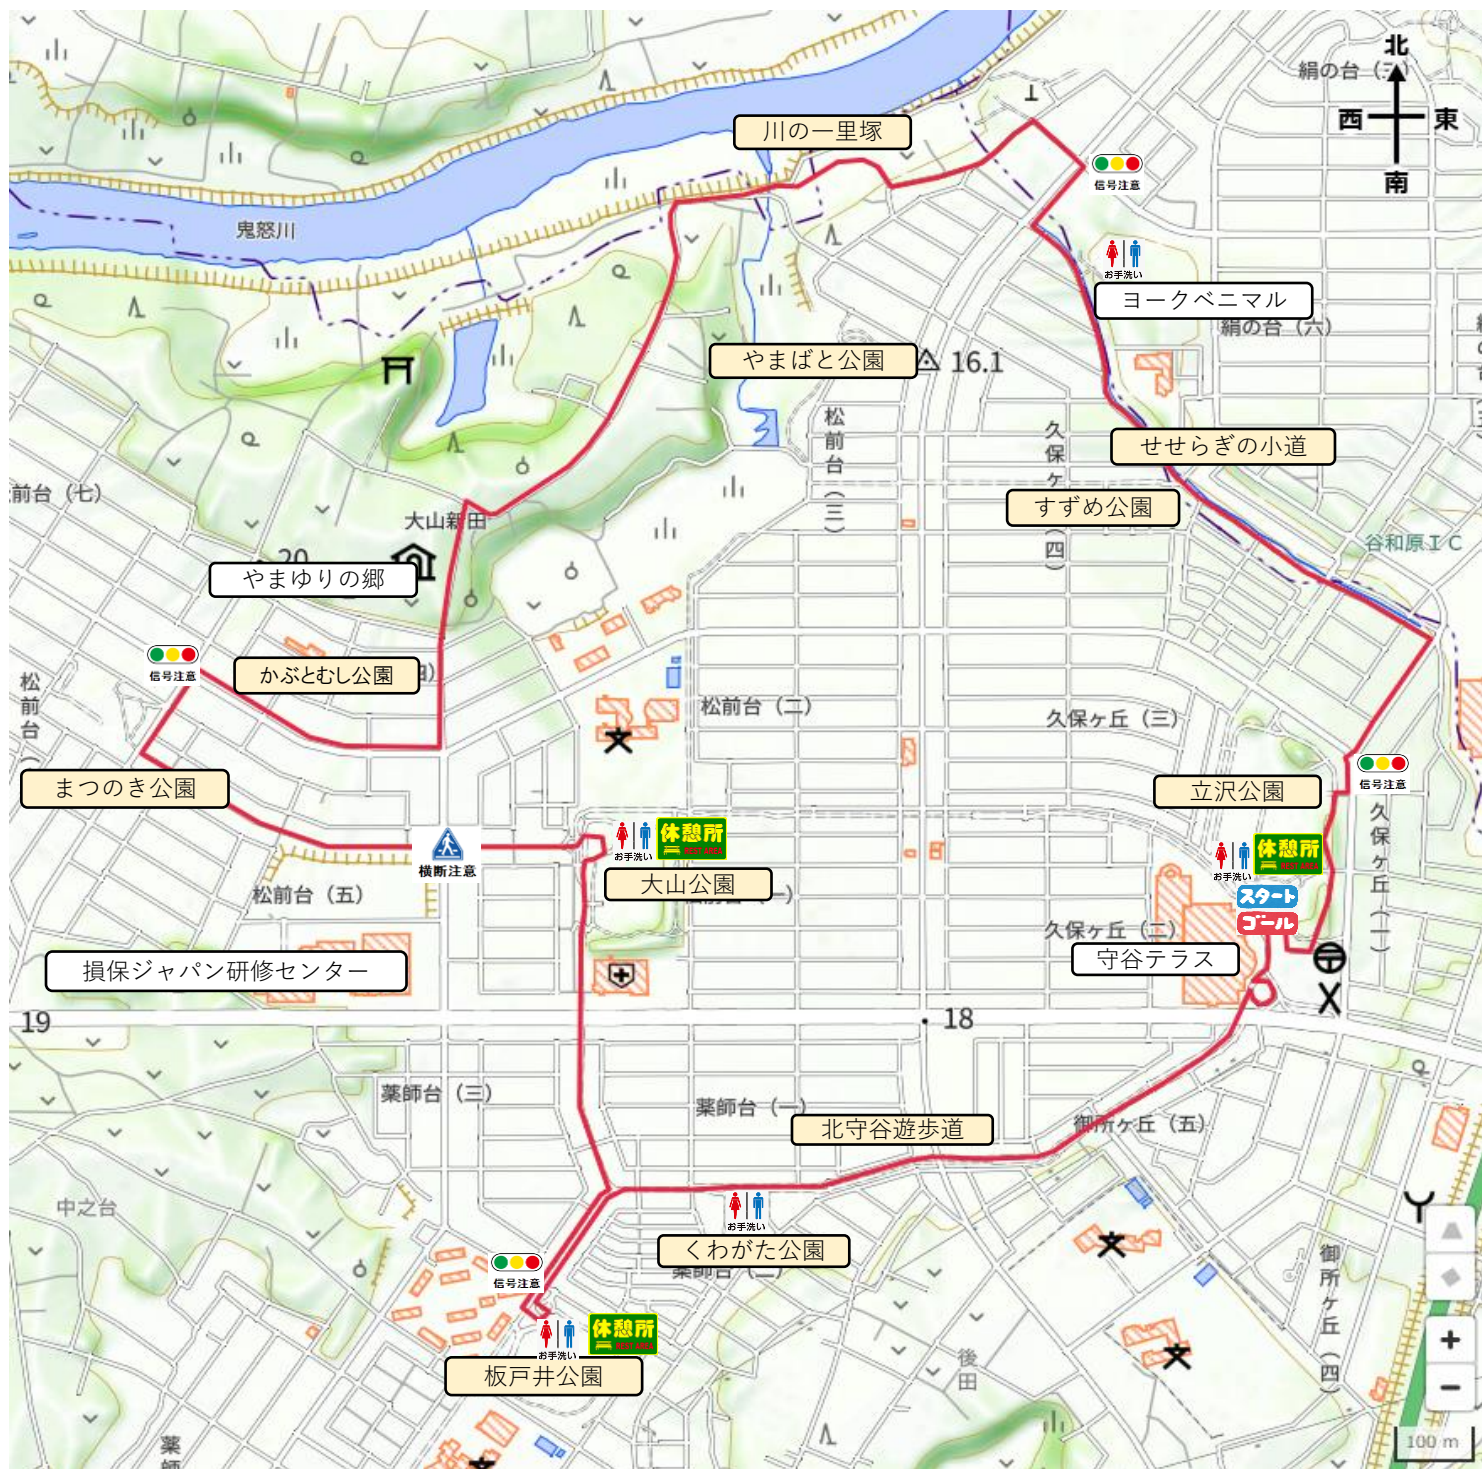 北
絹の台（三）
西 東
南
川の一里塚
信号注意
鬼怒川
お手洗い
ヨークベニマル
絹の台（六）
やまばと公園
16.1
松前台（三）
久保ヶ丘（四）
せせらぎの小道
すずめ公園
前台（七）
大山新田
谷和原ＩＣ
20
やまゆりの郷
信号注意
かぶとむし公園
松前台（
松前台（二）
久保ヶ丘（三）
まつのき公園
信号注意
立沢公園
久保ヶ丘（一）
横断注意
お手洗い
休憩所
大山公園
お手洗い
休憩所
スタート
ゴール
松前台（五）
久保ヶ丘（二）
守谷テラス
損保ジャパン研修センター
19
18
薬師台（三）
薬師台（一）
北守谷遊歩道
御所ヶ丘（五）
中之台
お手洗い
くわがた公園
薬師台（二）
信号注意
お手洗い
休憩所
板戸井公園
御所ヶ丘（四）
後田
薬師
+
−
100 m